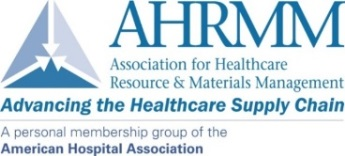 AHRMM
Association for Healthcare
Resource & Materials Management
Advancing the Healthcare Supply Chain
A personal membership group of the
American Hospital Association